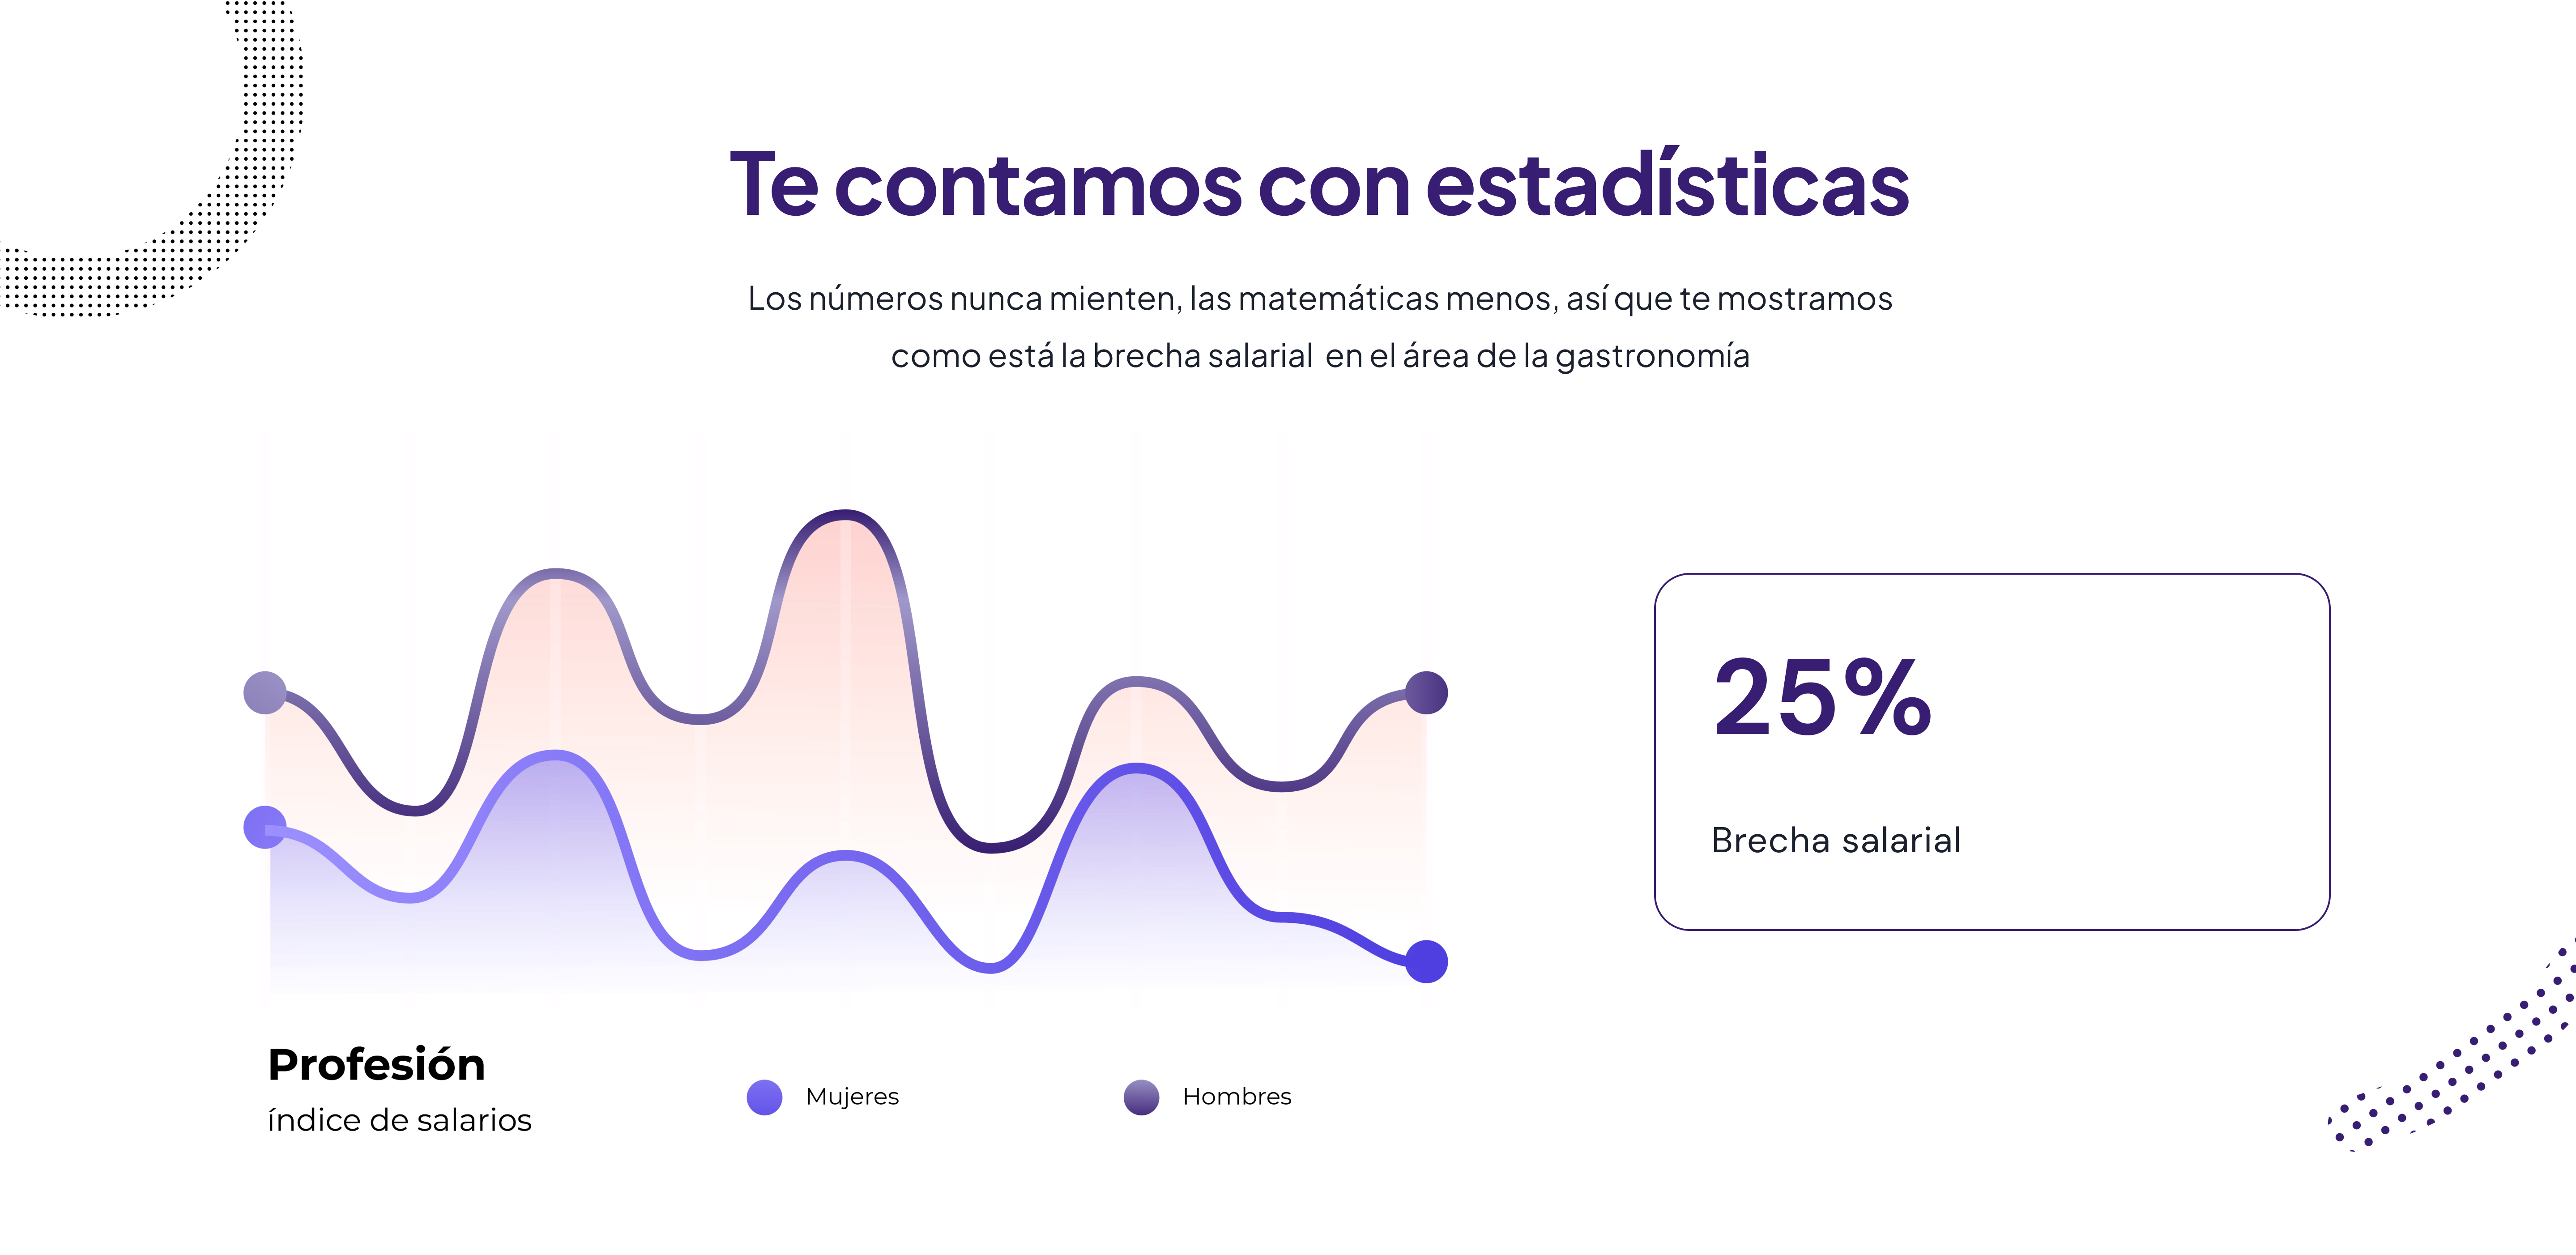 Te contamos con estadísticas
Los números nunca mienten, las matemáticas menos, así que te mostramos
como está la brecha salarial en el área de la gastronomía
25%
Brecha salarial
Profesión
índice de salarios
Mujeres
Hombres